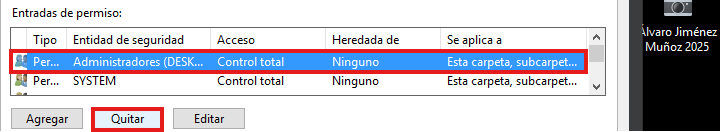 Entradas de permiso:
Tipo Entidad de seguridad Acceso Heredada de Se aplica a
Per... Administradores (DESK... Control total Ninguno Esta carpeta, subcarpet...
Per... SYSTEM Control total Ninguno Esta carpeta, subcarpet...
Agregar Quitar Editar
Álvaro Jiménez
Muñoz 2025